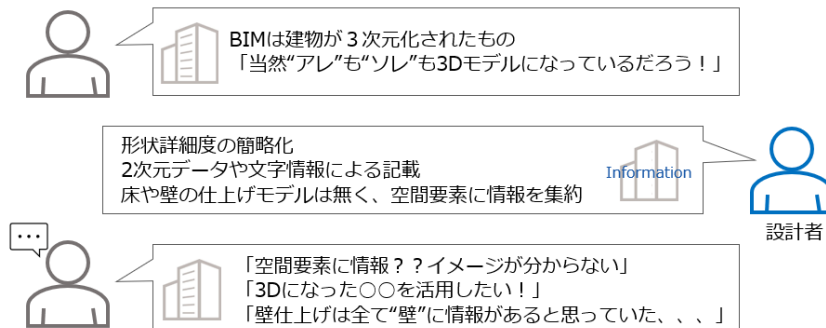 BIMは建物が３次元化されたもの
「当然“アレ”も“ソレ”も3Dモデルになっているだろう！」
形状詳細度の簡略化
2次元データや文字情報による記載
床や壁の仕上げモデルは無く、空間要素に情報を集約
Information
設計者
「空間要素に情報？？イメージが分からない」
「3Dになった○○を活用したい！」
「壁仕上げは全て“壁”に情報があると思っていた、、、」